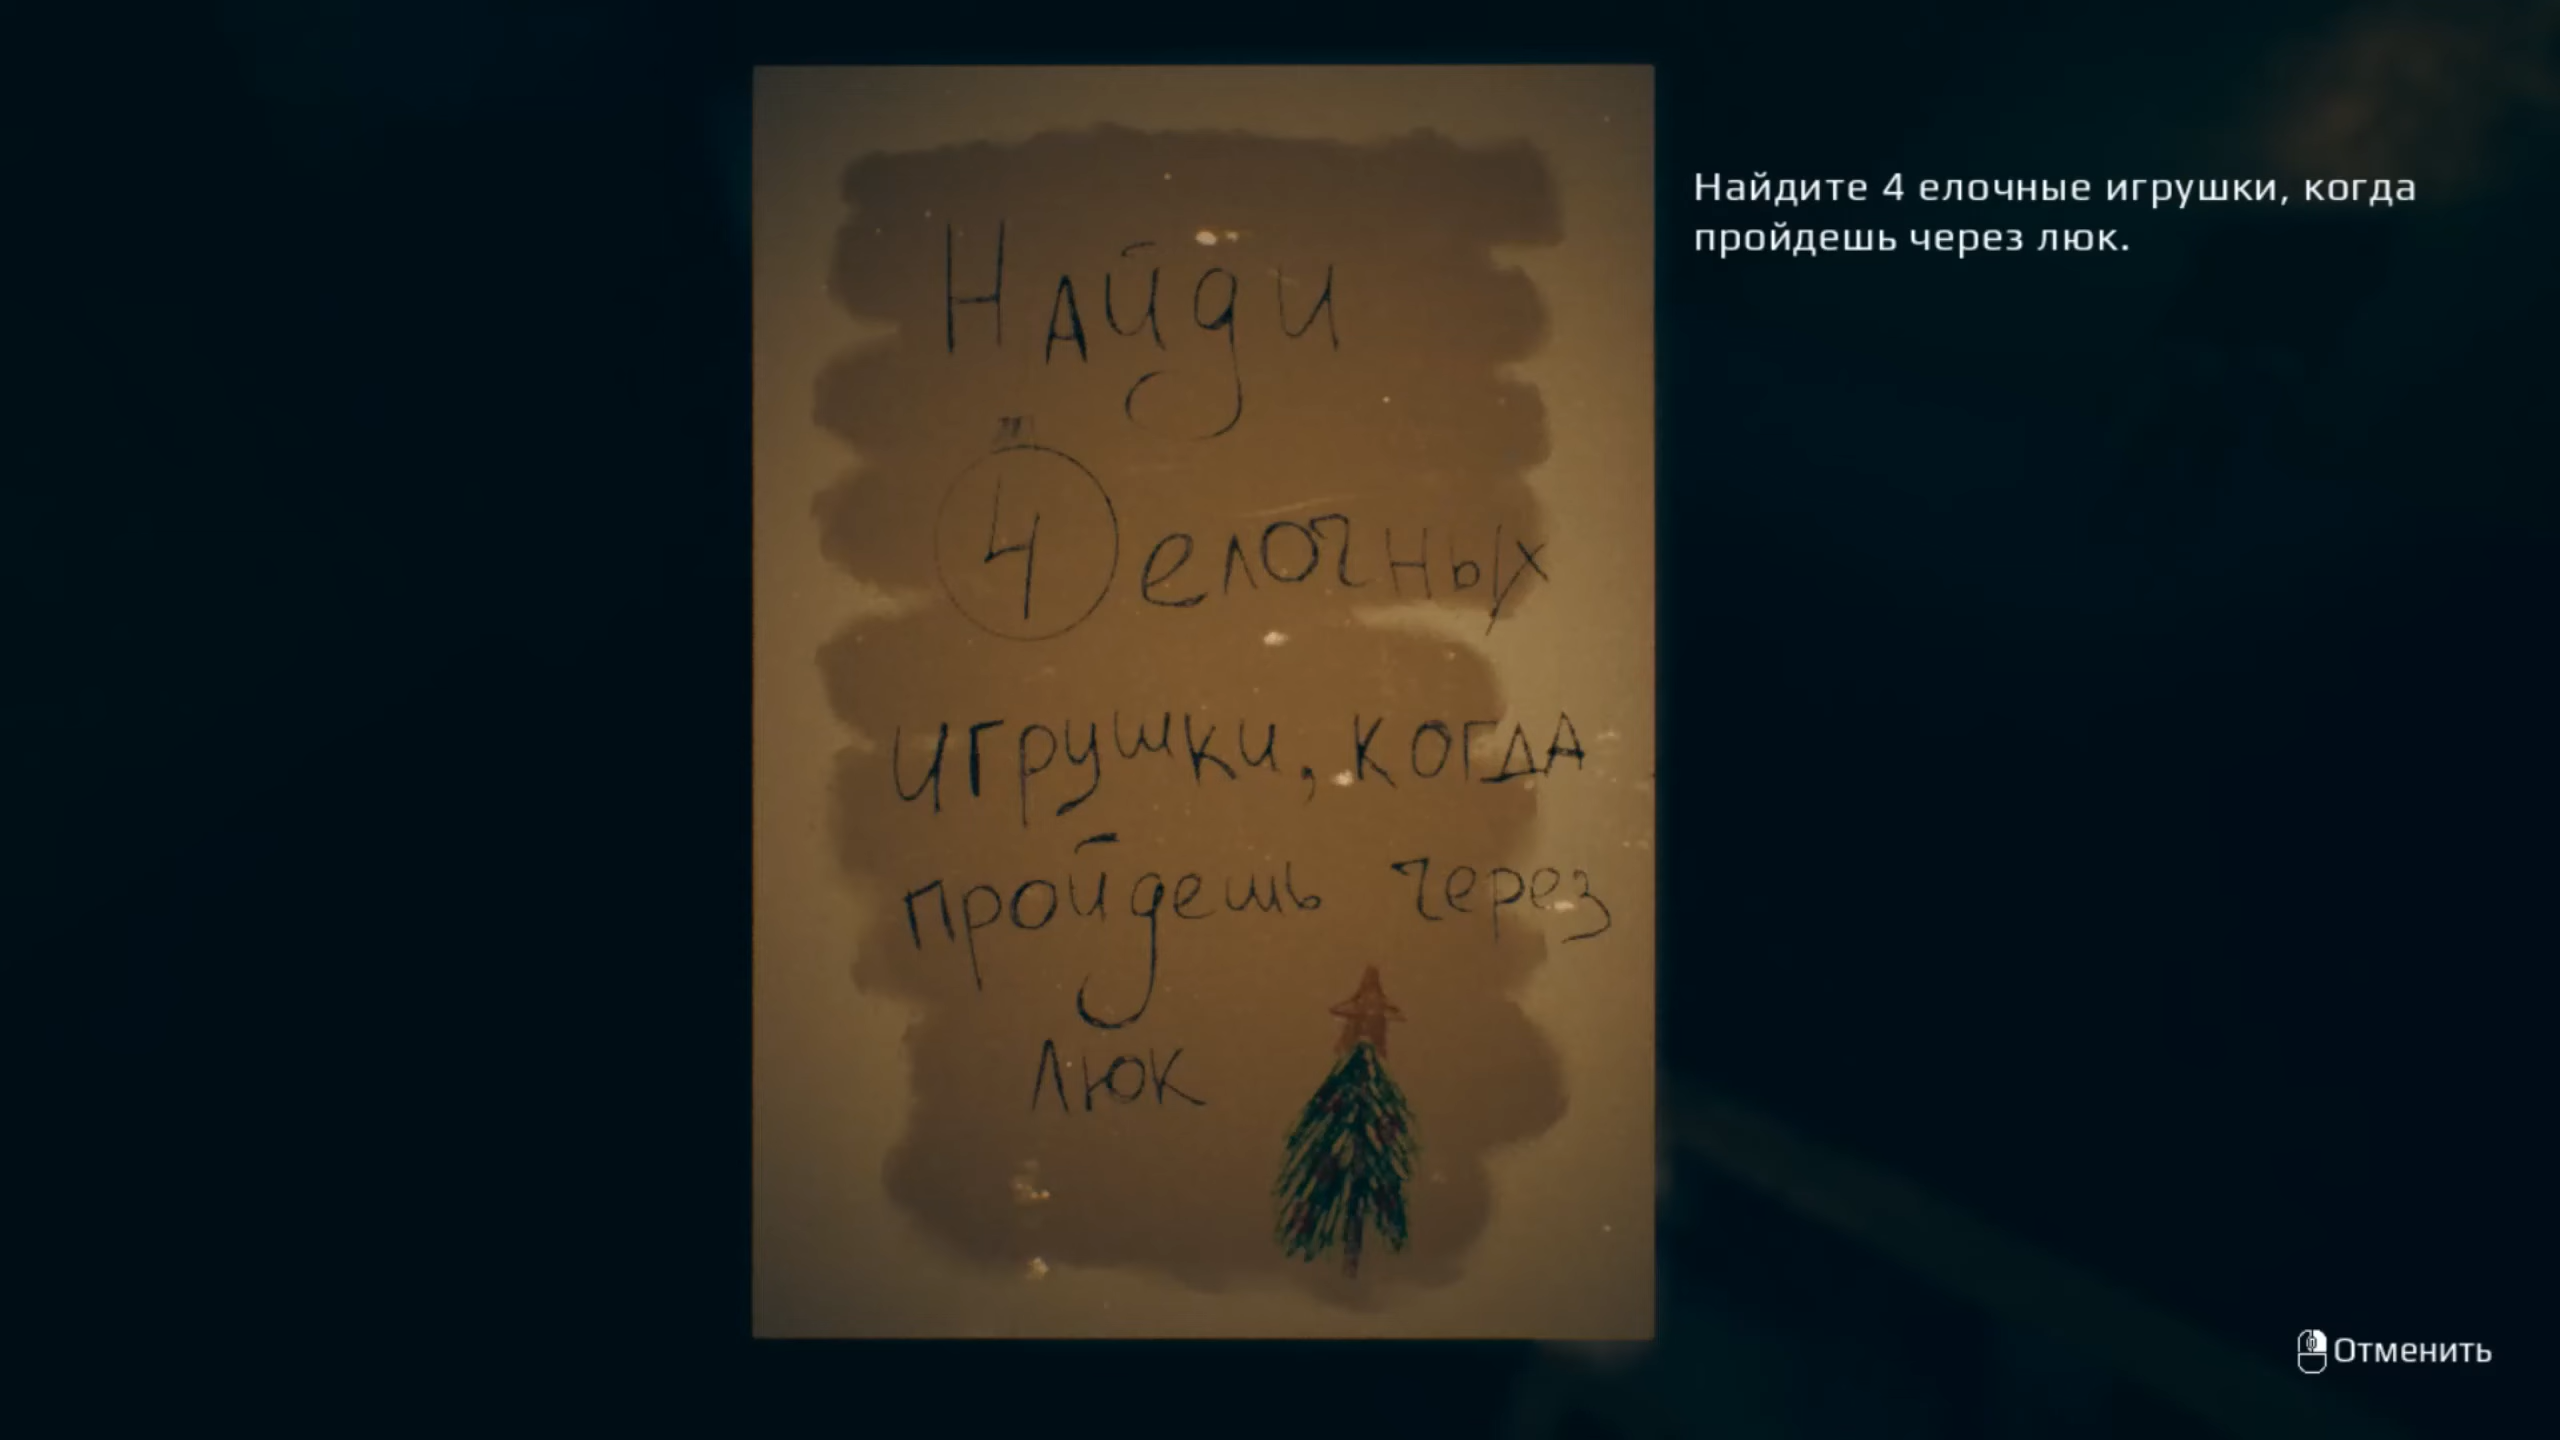 Найди
4 елочных
игрушки, когда
пройдешь через
люк
Найдите 4 елочные игрушки, когда
пройдешь через люк.
Отменить